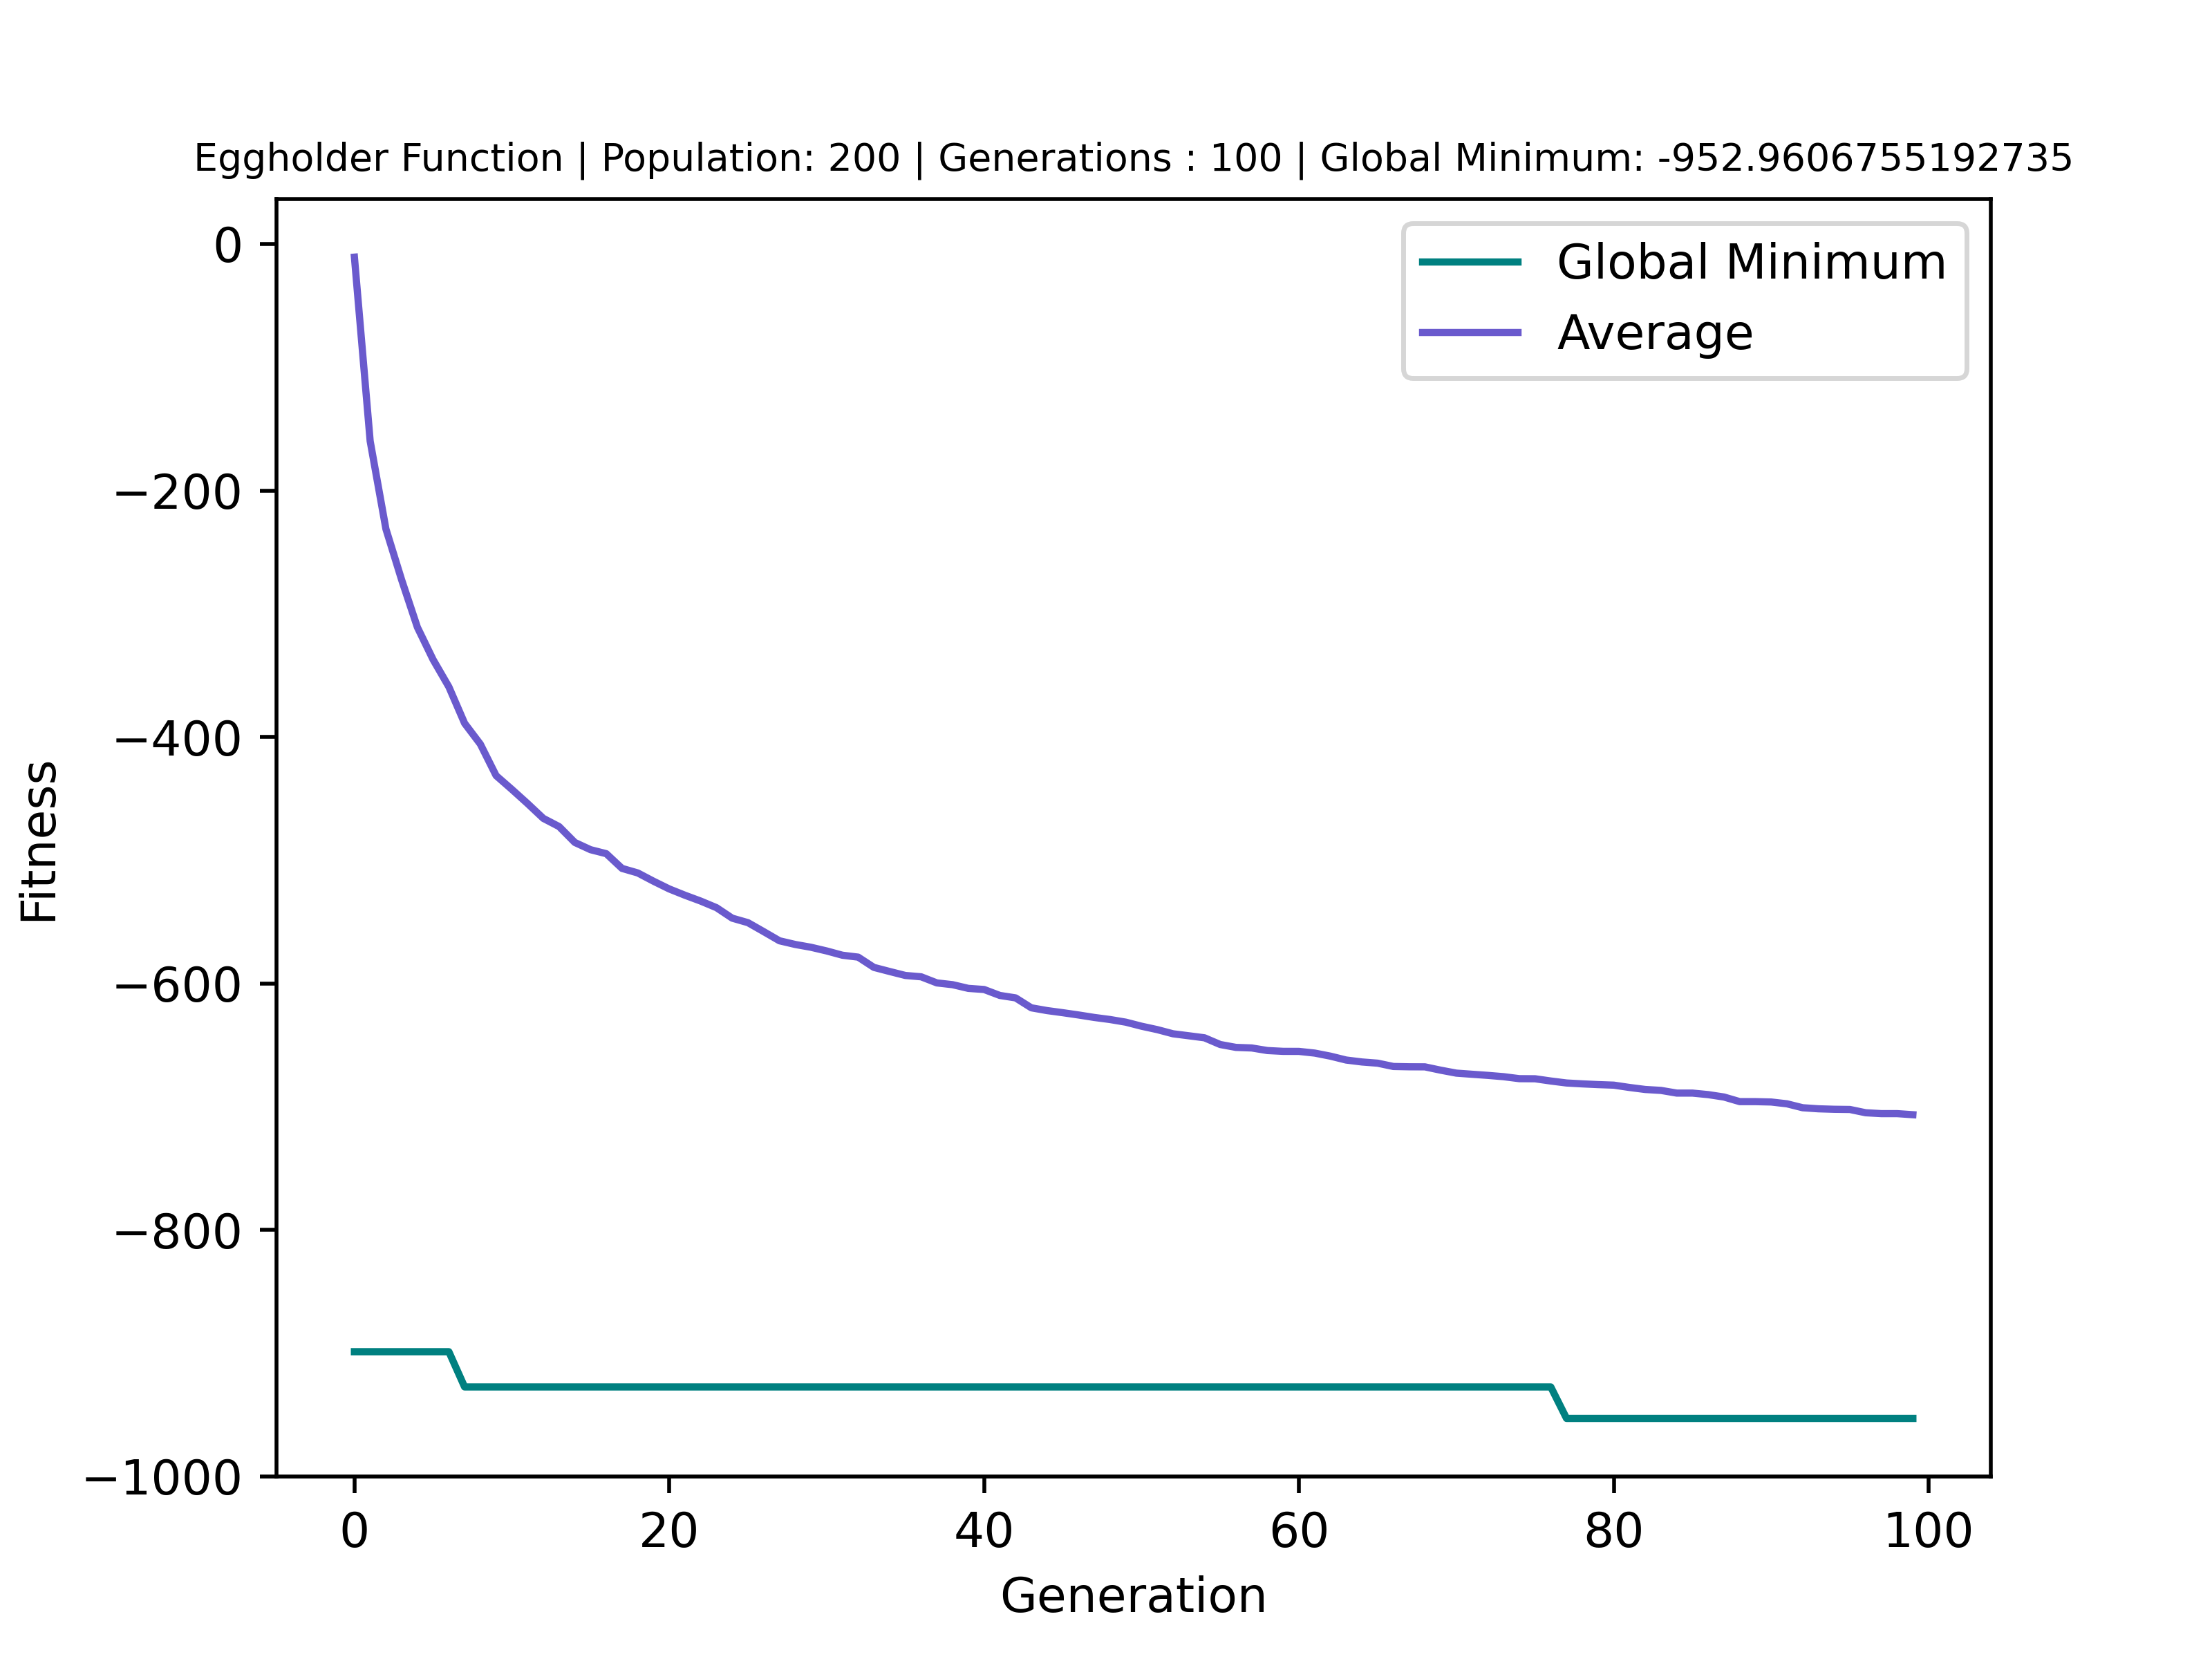 Eggholder Function | Population: 200 | Generations : 100 | Global Minimum: -952.9606755192735
Global Minimum
Average
0
−200
−400
−600
−800
−1000
Fitness
0 20 40 60 80 100
Generation